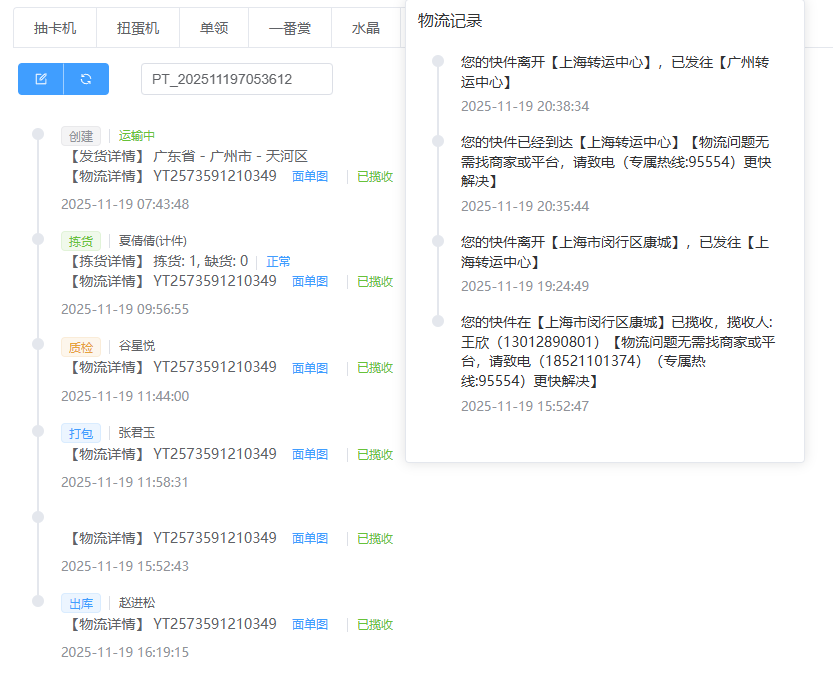 抽卡机
扭蛋机
单领
一番赏
水晶
PT_202511197053612
创建 运输中
【发货详情】 广东省 - 广州市 - 天河区
【物流详情】 YT2573591210349 面单图 已揽收
2025-11-19 07:43:48
拣货 夏倩倩(计件)
【拣货详情】 拣货: 1, 缺货: 0 正常
【物流详情】 YT2573591210349 面单图 已揽收
2025-11-19 09:56:55
质检 谷星悦
【物流详情】 YT2573591210349 面单图 已揽收
2025-11-19 11:44:00
打包 张君玉
【物流详情】 YT2573591210349 面单图 已揽收
2025-11-19 11:58:31
【物流详情】 YT2573591210349 面单图 已揽收
2025-11-19 15:52:43
出库 赵进松
【物流详情】 YT2573591210349 面单图 已揽收
2025-11-19 16:19:15
物流记录
您的快件离开【上海转运中心】，已发往【广州转
运中心】
2025-11-19 20:38:34
您的快件已经到达【上海转运中心】【物流问题无
需找商家或平台，请致电（专属热线:95554）更快
解决】
2025-11-19 20:35:44
您的快件离开【上海市闵行区康城】，已发往【上
海转运中心】
2025-11-19 19:24:49
您的快件在【上海市闵行区康城】已揽收，揽收人:
王欣（13012890801）【物流问题无需找商家或平
台，请致电（18521101374）（专属热
线:95554）更快解决】
2025-11-19 15:52:47